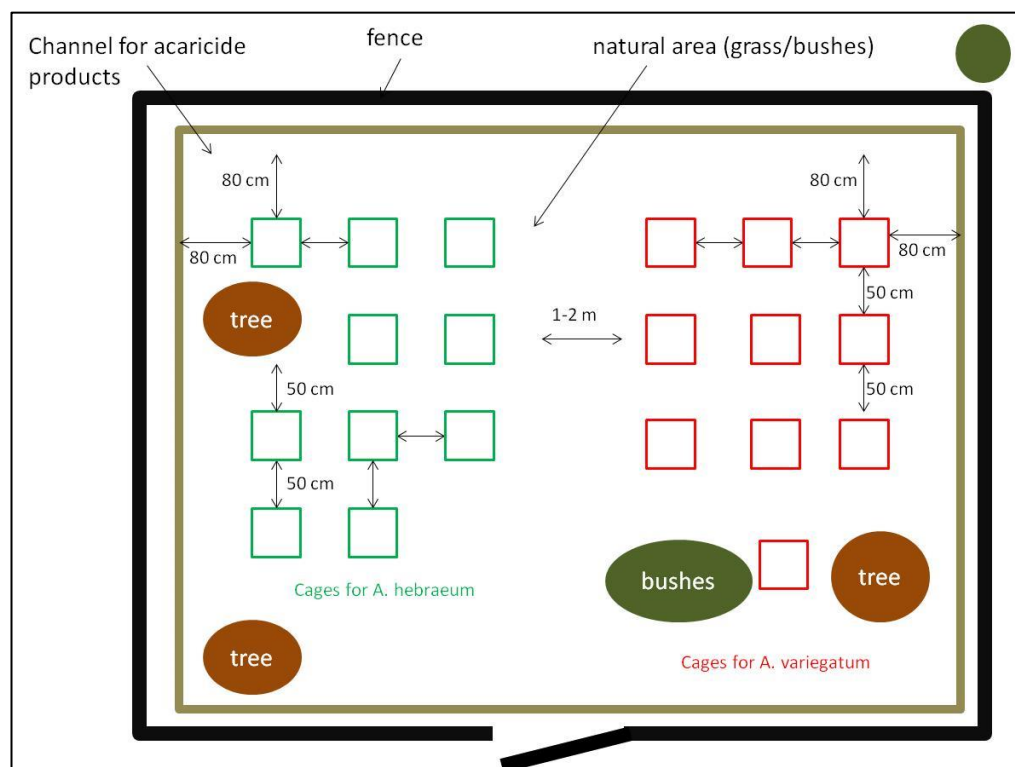 Channel for acaricide
products
fence
natural area (grass/bushes)
80 cm
80 cm
80 cm
80 cm
50 cm
tree
1-2 m
50 cm
50 cm
50 cm
bushes
tree
Cages for A. hebraeum
tree
Cages for A. variegatum